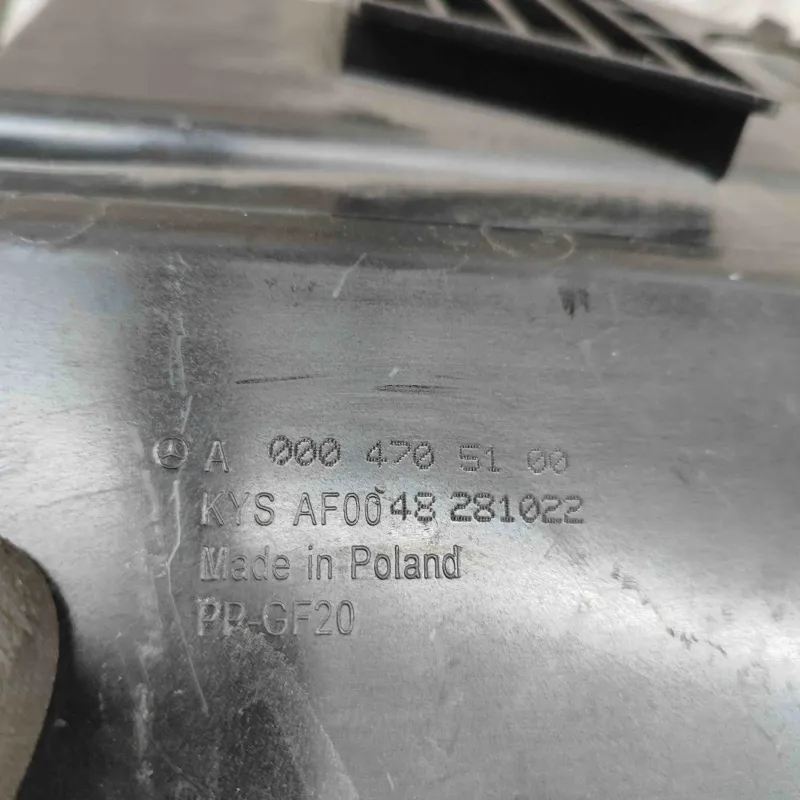 A 000 470 51 00
KYS AF0048 281022
Made in Poland
PP-GF20